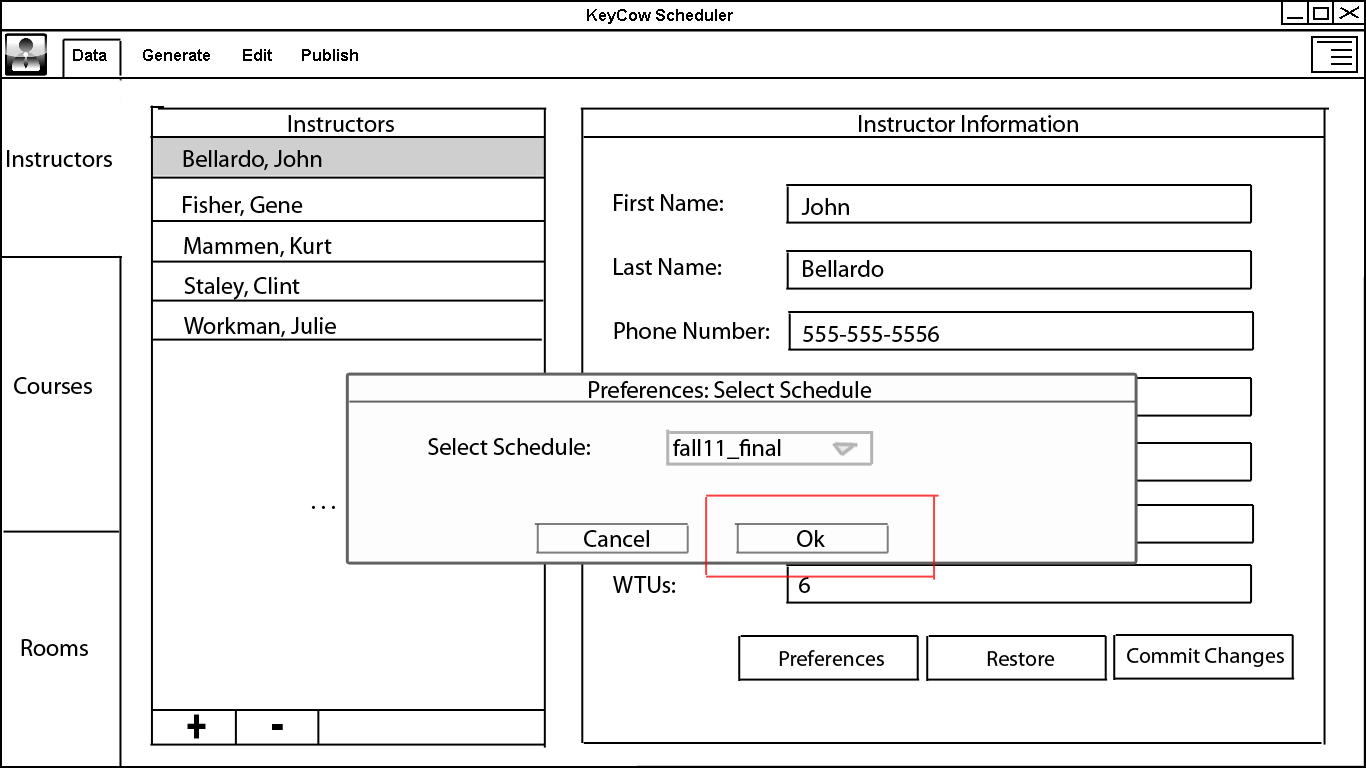 KeyCow Scheduler
Data Generate Edit Publish
Instructors
Courses
Rooms
Instructors
Bellardo, John
Fisher, Gene
Mammen, Kurt
Staley, Clint
Workman, Julie
...
+ -
Instructor Information
First Name: John
Last Name: Bellardo
Phone Number: 555-555-5556
Preferences: Select Schedule
Select Schedule: fall11_final
Cancel Ok
WTUs: 6
Preferences Restore Commit Changes